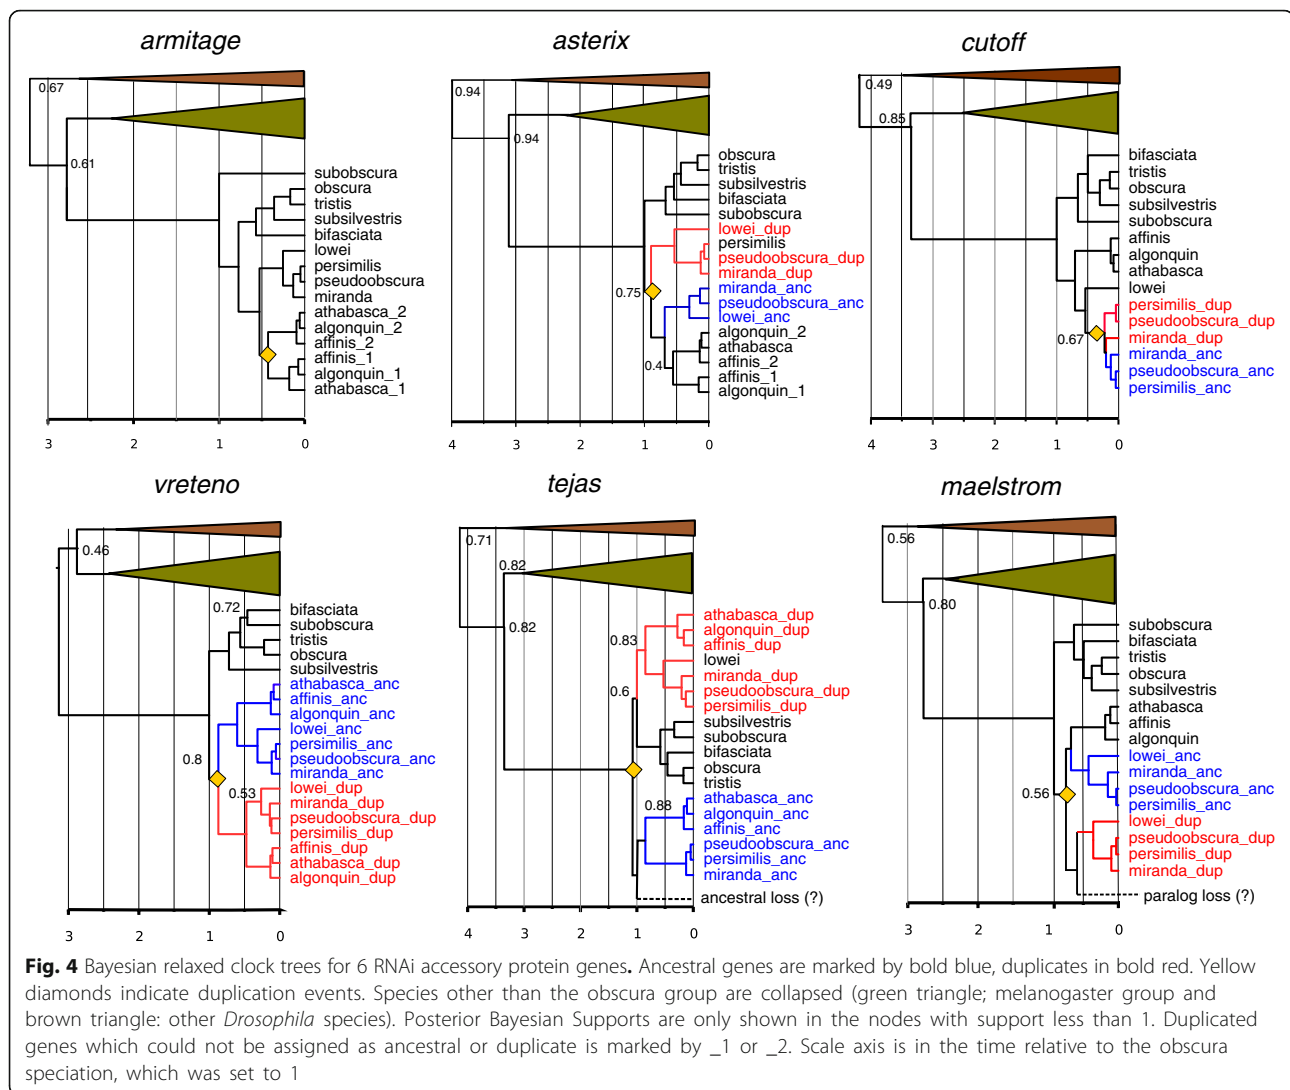 armitage
0.67
0.61
subobscura
obscura
tristis
subsilvestris
bifasciata
lowei
persimilis
pseudoobscura
miranda
athabasca_2
algonquin_2
affinis_2
affinis_1
algonquin_1
athabasca_1
3 2 1 0
asterix
0.94
0.94
obscura
tristis
subsilvestris
bifasciata
subobscura
lowei_dup
persimilis
pseudoobscura_dup
miranda_dup
0.75
miranda_anc
pseudoobscura_anc
lowei_anc
algonquin_2
athabasca
0.4
affinis_2
affinis_1
algonquin_1
4 3 2 1 0
cutoff
0.49
0.85
bifasciata
tristis
obscura
subsilvestris
subobscura
affinis
algonquin
athabasca
lowei
persimilis_dup
pseudoobscura_dup
0.67
miranda_dup
miranda_anc
pseudoobscura_anc
persimilis_anc
4 3 2 1 0
vreteno
0.46
0.72
bifasciata
subobscura
tristis
obscura
subsilvestris
athabasca_anc
affinis_anc
algonquin_anc
lowei_anc
persimilis_anc
0.8
pseudoobscura_anc
miranda_anc
lowei_dup
0.53
miranda_dup
pseudoobscura_dup
persimilis_dup
affinis_dup
athabasca_dup
algonquin_dup
3 2 1 0
tejas
0.71
0.82
0.82
athabasca_dup
algonquin_dup
0.83
affinis_dup
lowei
miranda_dup
0.6
pseudoobscura_dup
persimilis_dup
subsilvestris
subobscura
bifasciata
obscura
tristis
athabasca_anc
0.88
algonquin_anc
affinis_anc
pseudoobscura_anc
persimilis_anc
miranda_anc
ancestral loss (?)
4 3 2 1 0
maelstrom
0.56
0.80
subobscura
bifasciata
tristis
obscura
subsilvestris
athabasca
affinis
algonquin
lowei_anc
miranda_anc
pseudoobscura_anc
0.56
persimilis_anc
lowei_dup
pseudoobscura_dup
persimilis_dup
miranda_dup
paralog loss (?)
3 2 1 0
Fig. 4 Bayesian relaxed clock trees for 6 RNAi accessory protein genes. Ancestral genes are marked by bold blue, duplicates in bold red. Yellow
diamonds indicate duplication events. Species other than the obscura group are collapsed (green triangle; melanogaster group and
brown triangle: other Drosophila species). Posterior Bayesian Supports are only shown in the nodes with support less than 1. Duplicated
genes which could not be assigned as ancestral or duplicate is marked by _1 or _2. Scale axis is in the time relative to the obscura
speciation, which was set to 1